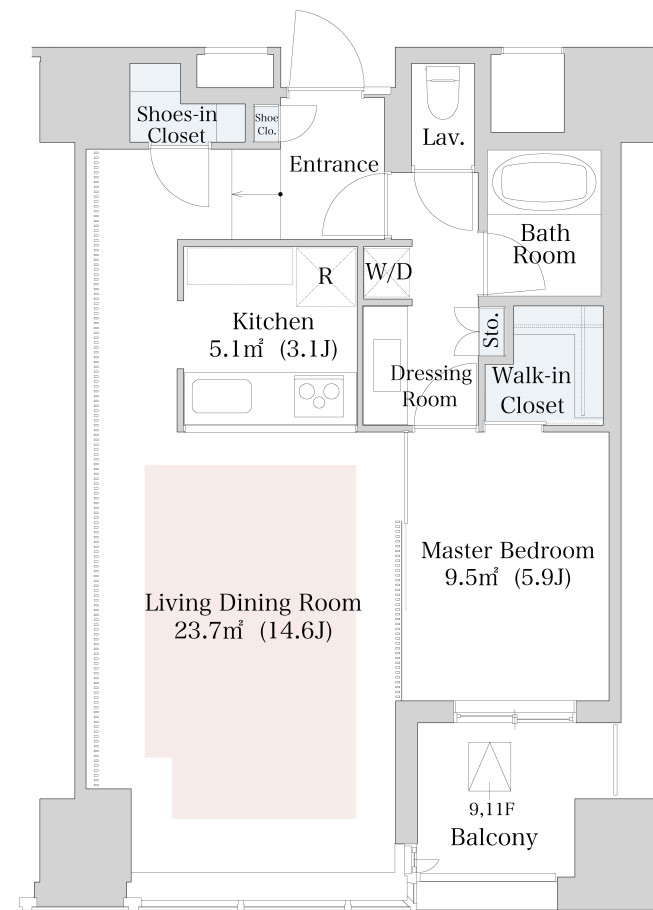 Shoes-in
Closet
Shoe
Clo.
Entrance
Lav.
Bath
Room
R
W/D
Kitchen
5.1㎡ (3.1J)
Sto.
Dressing
Room
Walk-in
Closet
Master Bedroom
9.5㎡ (5.9J)
Living Dining Room
23.7㎡ (14.6J)
9,11F
Balcony